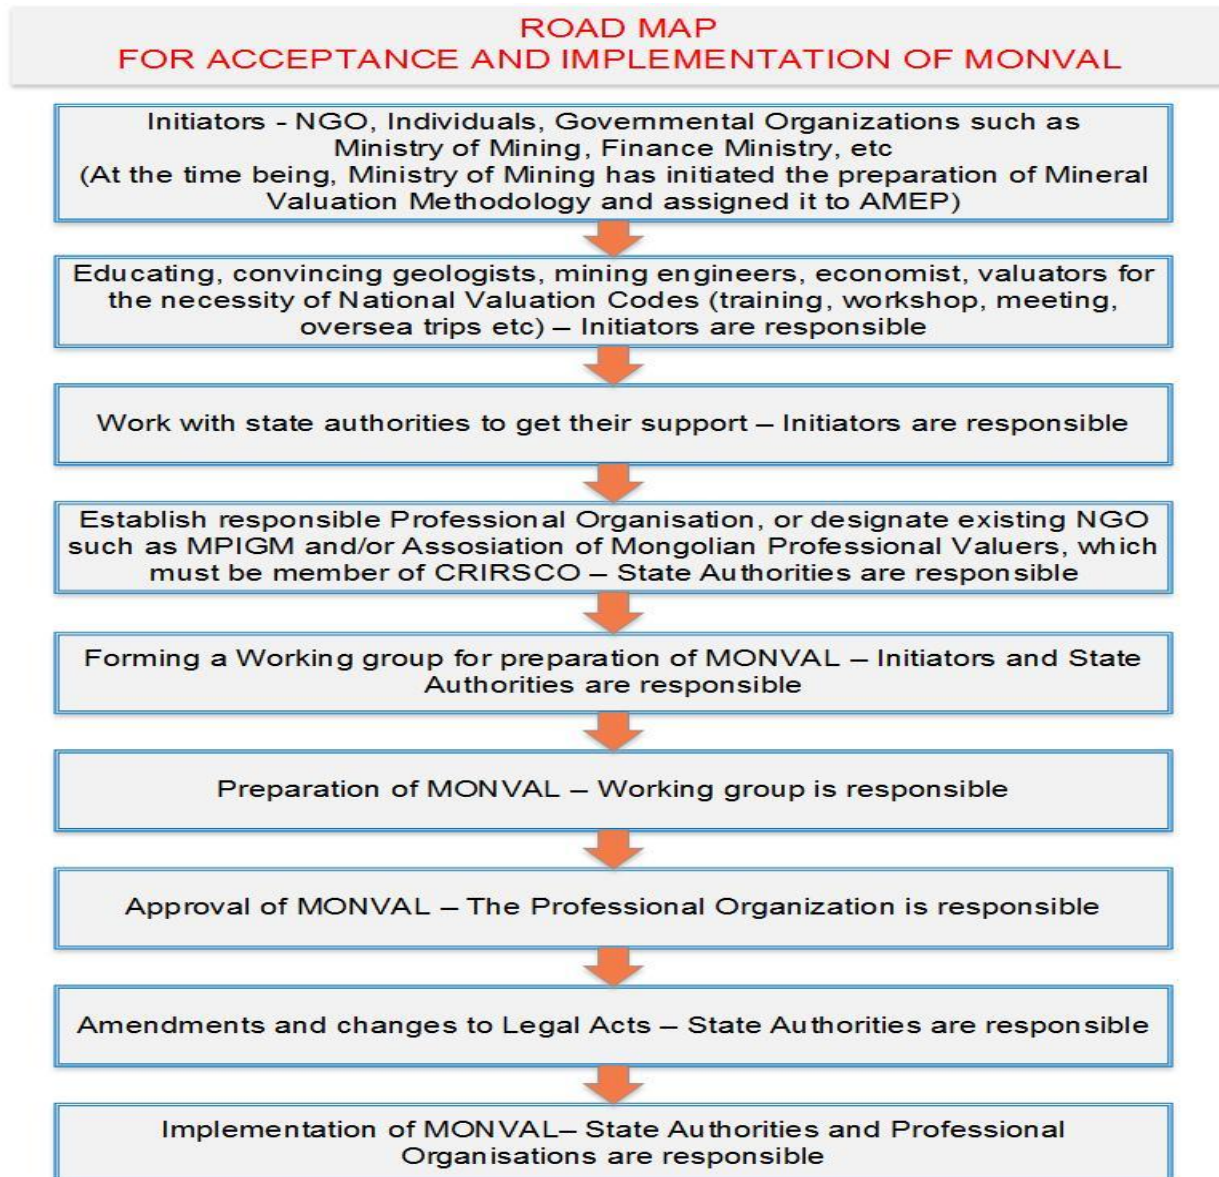 ROAD MAP
FOR ACCEPTANCE AND IMPLEMENTATION OF MONVAL
Initiators - NGO, Individuals, Governmental Organizations such as
Ministry of Mining, Finance Ministry, etc
(At the time being, Ministry of Mining has initiated the preparation of Mineral
Valuation Methodology and assigned it to AMEP)
Educating, convincing geologists, mining engineers, economist, valuators for
the necessity of National Valuation Codes (training, workshop, meeting,
oversea trips etc) – Initiators are responsible
Work with state authorities to get their support – Initiators are responsible
Establish responsible Professional Organisation, or designate existing NGO
such as MPIGM and/or Assosiation of Mongolian Professional Valuers, which
must be member of CRIRSCO – State Authorities are responsible
Forming a Working group for preparation of MONVAL – Initiators and State
Authorities are responsible
Preparation of MONVAL – Working group is responsible
Approval of MONVAL – The Professional Organization is responsible
Amendments and changes to Legal Acts – State Authorities are responsible
Implementation of MONVAL– State Authorities and Professional
Organisations are responsible